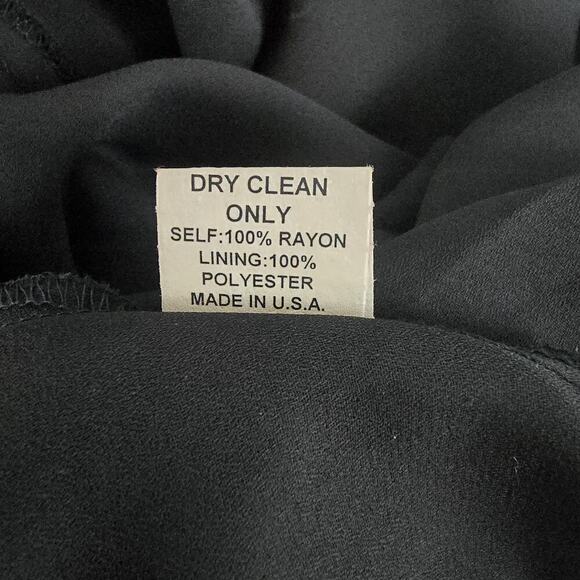 DRY CLEAN
ONLY
SELF:100% RAYON
LINING:100%
POLYESTER
MADE IN U.S.A.